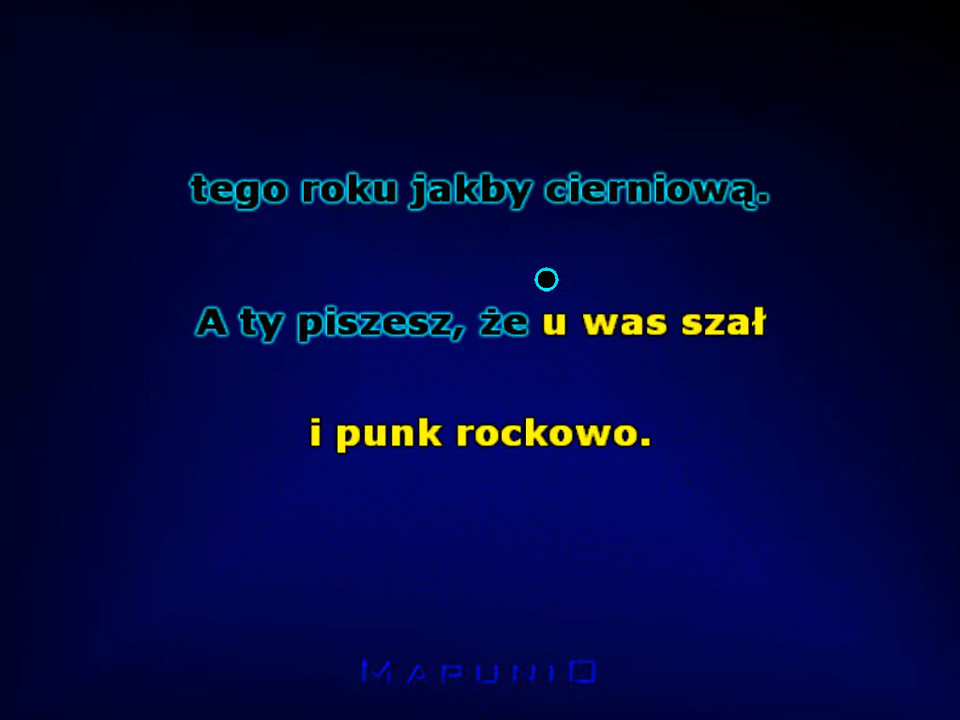 tego roku jakby cierniową.
A ty piszesz, że u was szał
i punk rockowo.
MARUNIO